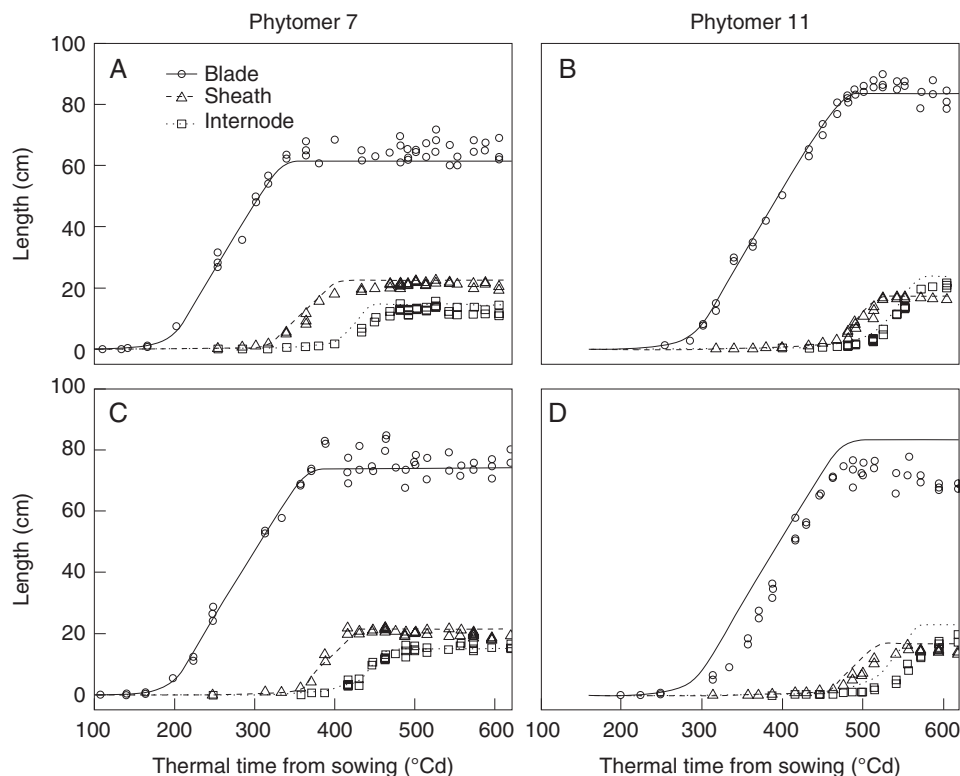 Phytomer 7
Phytomer 11
100
80
60
40
20
0
Length (cm)
A
Blade
Sheath
Internode
B
100
80
60
40
20
0
Length (cm)
C
D
100 200 300 400 500 600
100 200 300 400 500 600
Thermal time from sowing (°Cd)
Thermal time from sowing (°Cd)